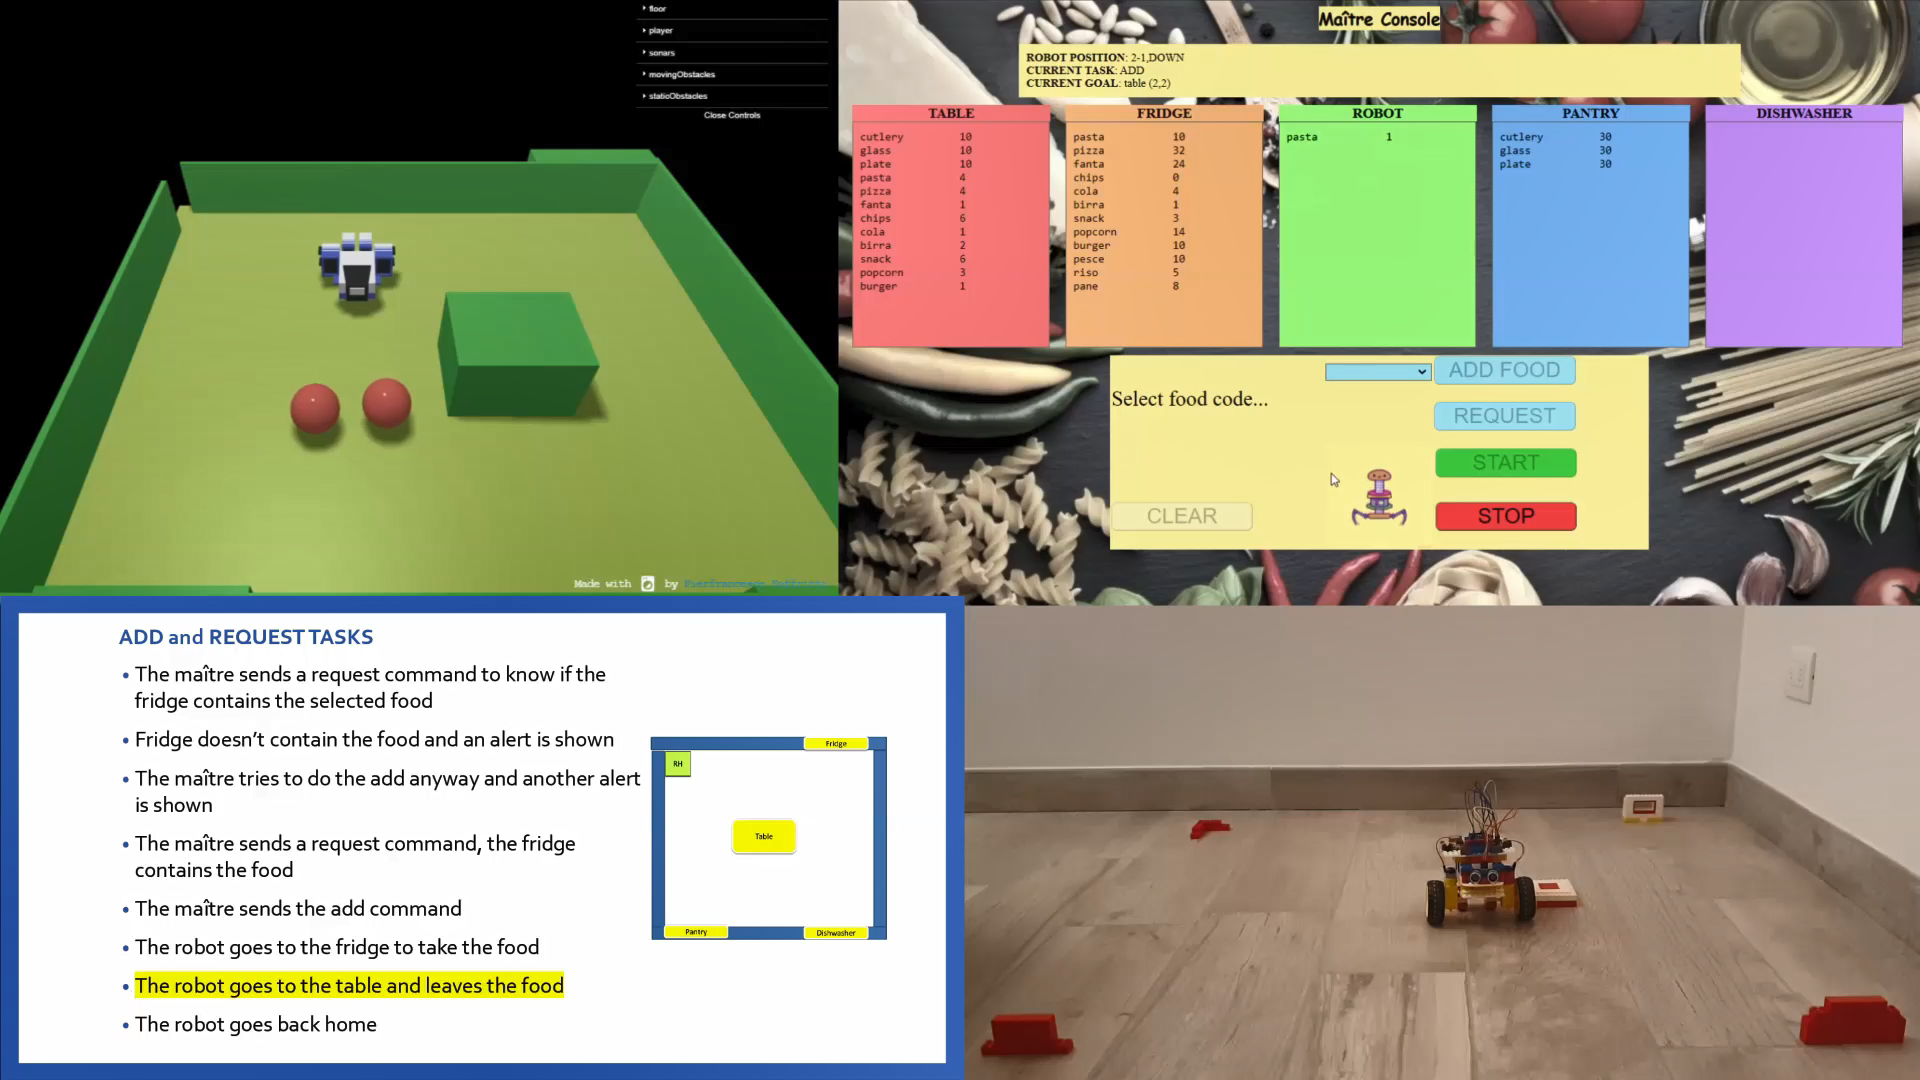 floor
player
sonars
movingObstacles
staticObstacles
Close Controls
Made with by
Maître Console
ROBOT POSITION: 2-1,DOWN
CURRENT TASK: ADD
CURRENT GOAL: table (2,2)
TABLE
cutlery 10
glass 10
plate 10
pasta 4
pizza 4
fanta 1
chips 6
cola 1
birra 2
snack 6
popcorn 3
burger 1
FRIDGE
pasta 10
pizza 32
fanta 24
chips 0
cola 4
birra 1
snack 3
popcorn 14
burger 10
pesce 10
riso 5
pane 8
ROBOT
pasta 1
PANTRY
cutlery 30
glass 30
plate 30
DISHWASHER
Select food code...
ADD FOOD
REQUEST
START
CLEAR
STOP
ADD and REQUEST TASKS
• The maître sends a request command to know if the
fridge contains the selected food
• Fridge doesn't contain the food and an alert is shown
• The maître tries to do the add anyway and another alert
is shown
• The maître sends a request command, the fridge
contains the food
• The maître sends the add command
• The robot goes to the fridge to take the food
• The robot goes to the table and leaves the food
• The robot goes back home
Fridge
RH
Table
Pantry
Dishwasher